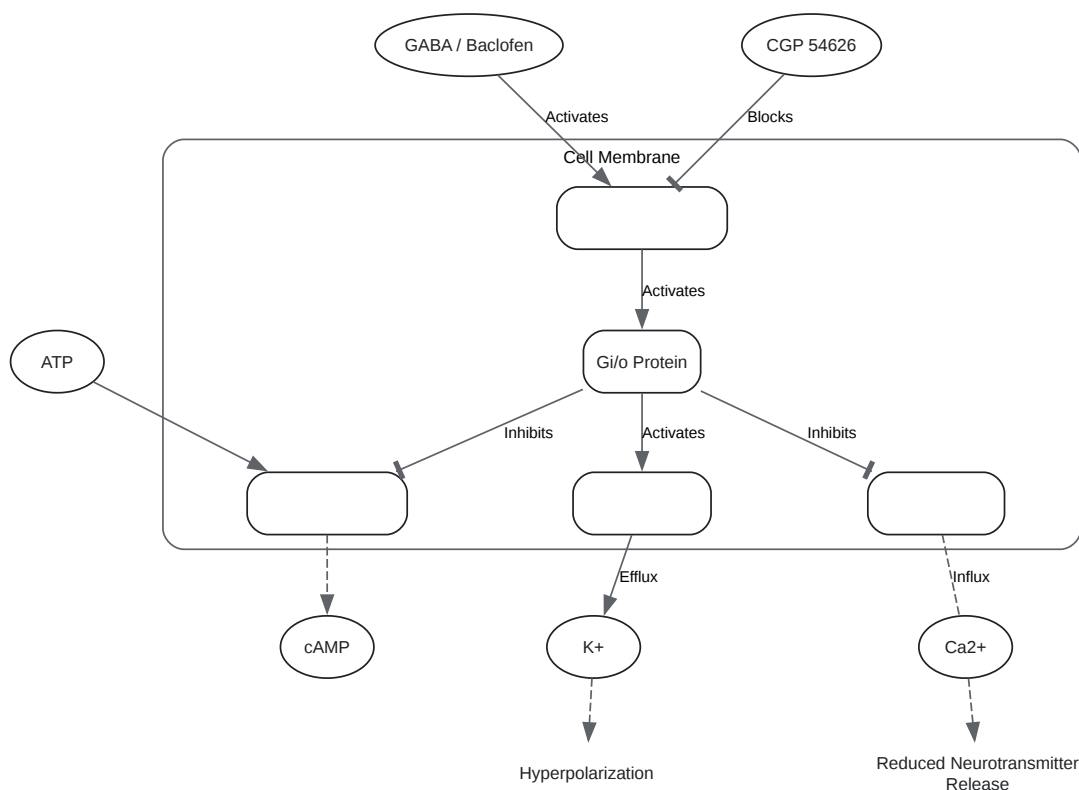 GABA / Baclofen
CGP 54626
Activates
Blocks
Cell Membrane
Activates
ATP
Gi/o Protein
Inhibits
Activates
Inhibits
Efflux
Influx
cAMP
K+
Ca2+
Hyperpolarization
Reduced Neurotransmitter
Release